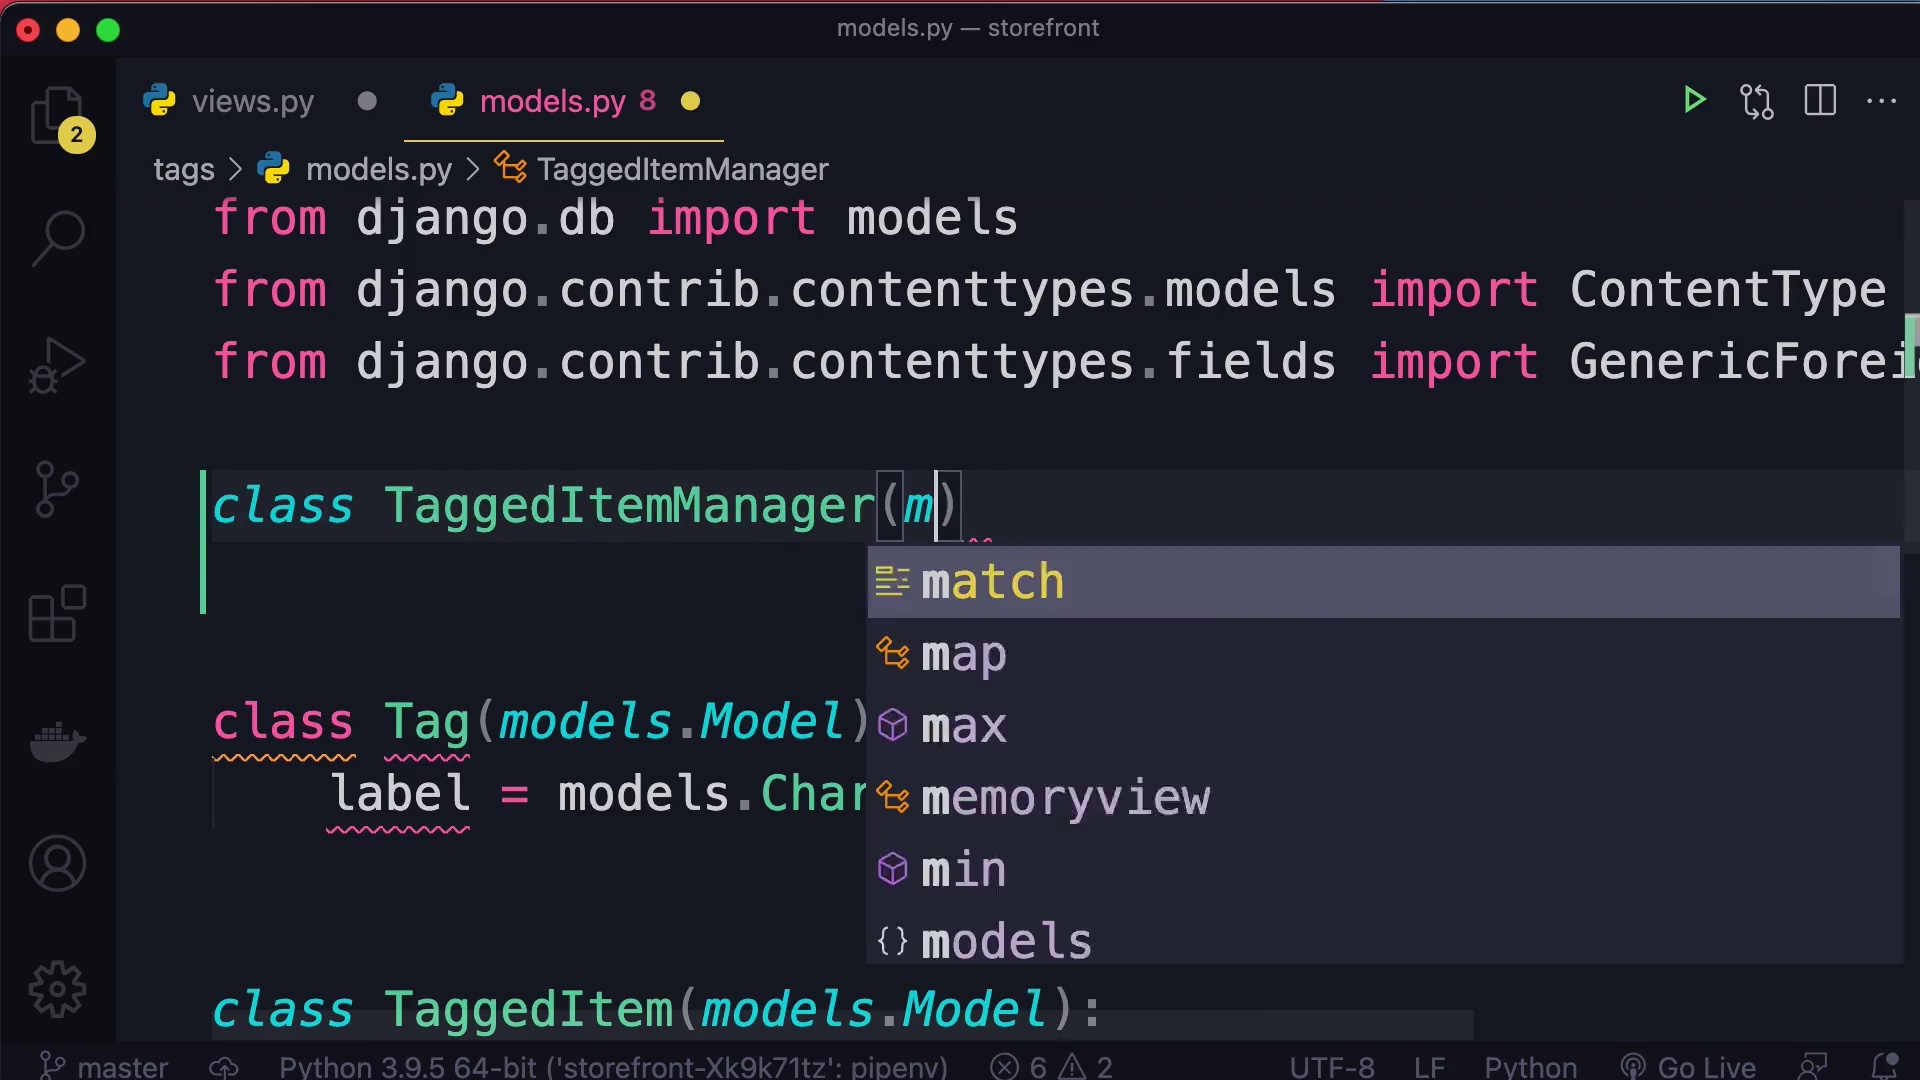 models.py — storefront
2
views.py
models.py 8
tags > models.py > TaggedItemManager
from django.db import models
from django.contrib.contenttypes.models import ContentType
from django.contrib.contenttypes.fields import GenericForei
class TaggedItemManager(m)
match
map
class Tag(models.Model)
max
label = models.Char
memoryview
min
{} models
class TaggedItem(models.Model):
master Python 3.9.5 64-bit ('storefront-Xk9k71tz': pipenv) 6 2 UTF-8 LF Python Go Live